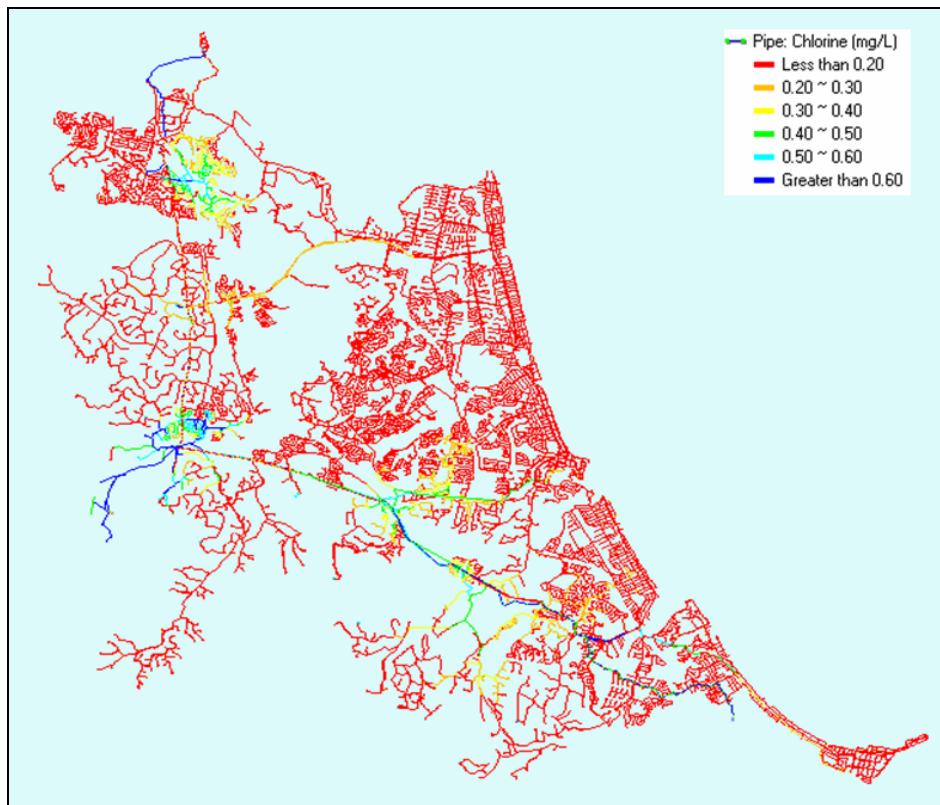 Pipe: Chlorine (mg/L)
Less than 0.20
0.20 ~ 0.30
0.30 ~ 0.40
0.40 ~ 0.50
0.50 ~ 0.60
Greater than 0.60